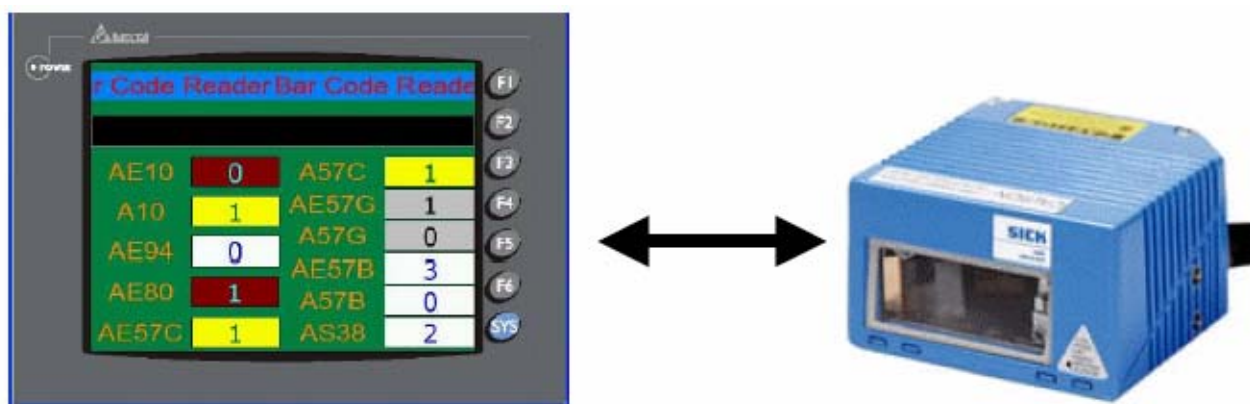 POWER
r Code Reader Bar Code Reade
AE10 0
A10 1
AE94 0
AE80 1
AE57C 1
A57C 1
AE57G 1
A57G 0
AE57B 3
A57B 0
AS38 2
F1
F2
F3
F4
F5
F6
SYS
SICK